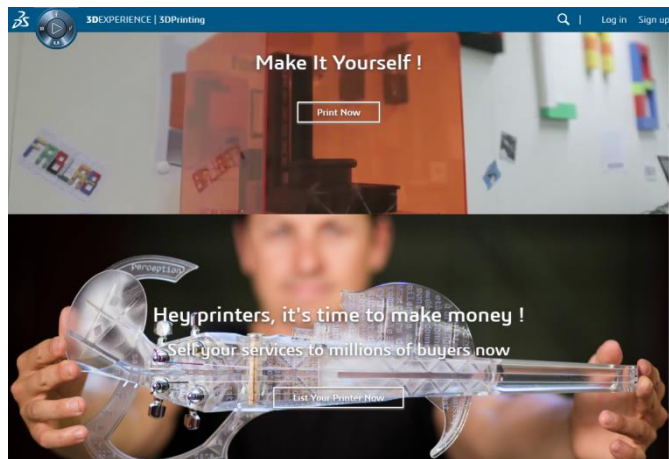 3DEXPERIENCE | 3DPrinting
Log in Sign up
Make It Yourself !
Print Now
FABLAB
Perception
Hey printers, it's time to make money !
Sell your services to millions of buyers now
List Your Printer Now